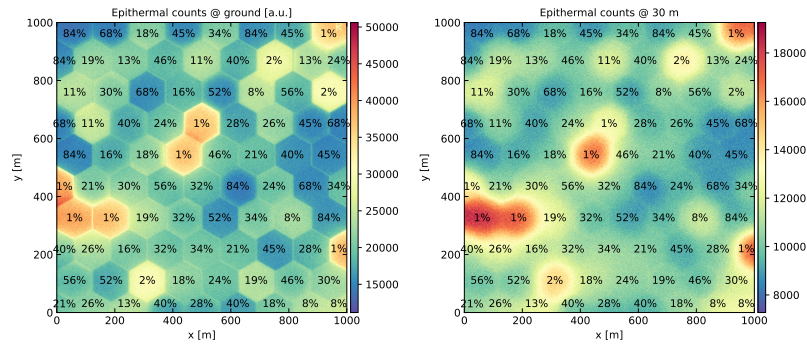 Epithermal counts @ ground [a.u.]
1000
800
600
400
200
0
y [m]
84% 68% 18% 45% 34% 84% 45% 1%
84% 19% 13% 46% 11% 40% 2% 13% 24%
11% 30% 68% 16% 52% 8% 56% 2%
68% 11% 40% 24% 1% 28% 26% 45% 68%
84% 16% 18% 1% 46% 21% 40% 45%
1% 21% 30% 56% 32% 84% 24% 68% 34%
1% 1% 19% 32% 52% 34% 8% 84%
40% 26% 16% 32% 34% 21% 45% 28% 1%
56% 52% 2% 18% 24% 19% 46% 30%
21% 26% 13% 40% 28% 40% 18% 8% 8%
0 200 400 600 800 1000
x [m]
50000
45000
40000
35000
30000
25000
20000
15000
Epithermal counts @ 30 m
1000
800
600
400
200
0
y [m]
84% 68% 18% 45% 34% 84% 45% 1%
84% 19% 13% 46% 11% 40% 2% 13% 24%
11% 30% 68% 16% 52% 8% 56% 2%
68% 11% 40% 24% 1% 28% 26% 45% 68%
84% 16% 18% 1% 46% 21% 40% 45%
1% 21% 30% 56% 32% 84% 24% 68% 34%
1% 1% 19% 32% 52% 34% 8% 84%
40% 26% 16% 32% 34% 21% 45% 28% 1%
56% 52% 2% 18% 24% 19% 46% 30%
21% 26% 13% 40% 28% 40% 18% 8% 8%
0 200 400 600 800 1000
x [m]
18000
16000
14000
12000
10000
8000